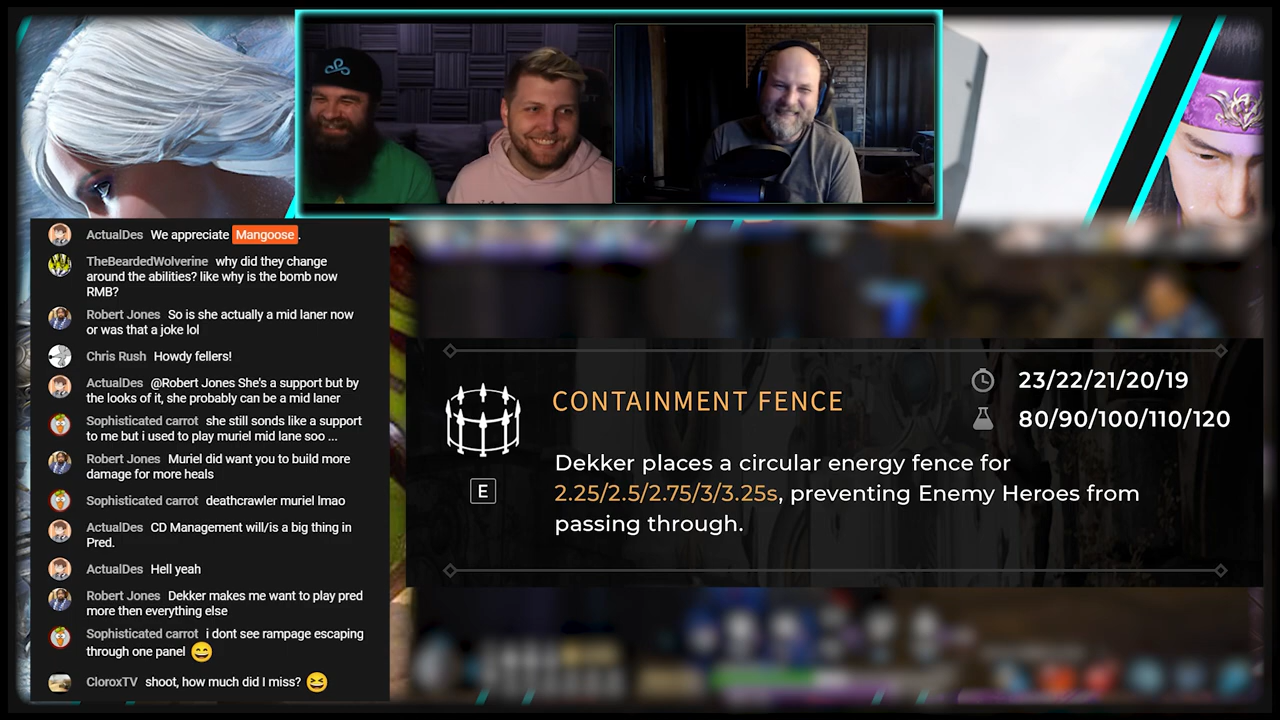 ActualDes We appreciate Mangoose.
TheBeardedWolverine why did they change
around the abilities? like why is the bomb now
RMB?
Robert Jones So is she actually a mid laner now
or was that a joke lol
Chris Rush Howdy fellers!
ActualDes @Robert Jones She's a support but by
the looks of it, she probably can be a mid laner
Sophisticated carrot she still sonds like a support
to me but i used to play muriel mid lane soo ...
Robert Jones Muriel did want you to build more
damage for more heals
Sophisticated carrot deathcrawler muriel lmao
ActualDes CD Management will/is a big thing in
Pred.
ActualDes Hell yeah
Robert Jones Dekker makes me want to play pred
more then everything else
Sophisticated carrot i dont see rampage escaping
through one panel 😄
CloroxTV shoot, how much did I miss? 😆
CONTAINMENT FENCE
23/22/21/20/19
80/90/100/110/120
E
Dekker places a circular energy fence for
2.25/2.5/2.75/3/3.25s, preventing Enemy Heroes from
passing through.